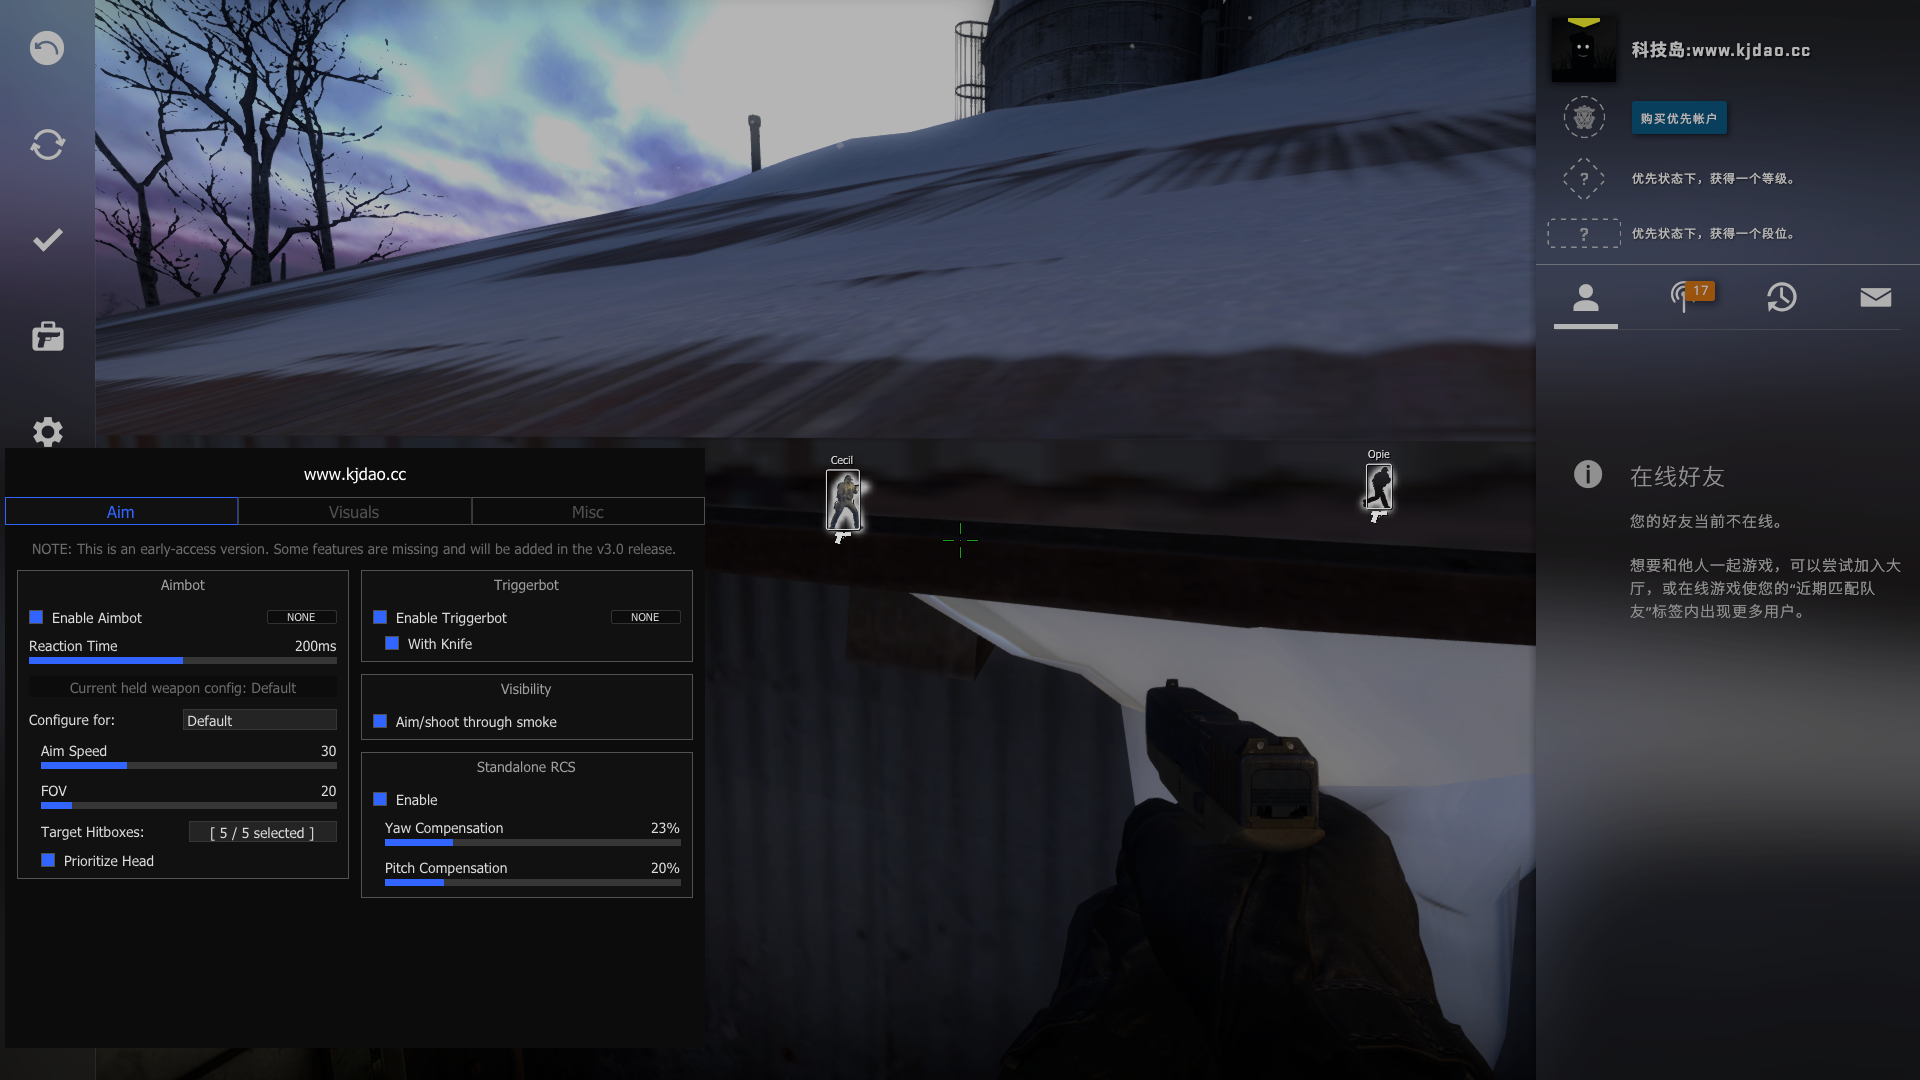 科技岛:www.kjdao.cc
购买优先帐户
?
优先状态下，获得一个等级。
?
优先状态下，获得一个段位。
17
在线好友
您的好友当前不在线。
想要和他人一起游戏，可以尝试加入大
厅，或在线游戏使您的“近期匹配队
友”标签内出现更多用户。
Cecil
Opie
www.kjdao.cc
Aim
Visuals
Misc
NOTE: This is an early-access version. Some features are missing and will be added in the v3.0 release.
Aimbot
Enable Aimbot
NONE
Reaction Time
200ms
Current held weapon config: Default
Configure for:
Default
Aim Speed
30
FOV
20
Target Hitboxes:
[ 5 / 5 selected ]
Prioritize Head
Triggerbot
Enable Triggerbot
NONE
With Knife
Visibility
Aim/shoot through smoke
Standalone RCS
Enable
Yaw Compensation
23%
Pitch Compensation
20%